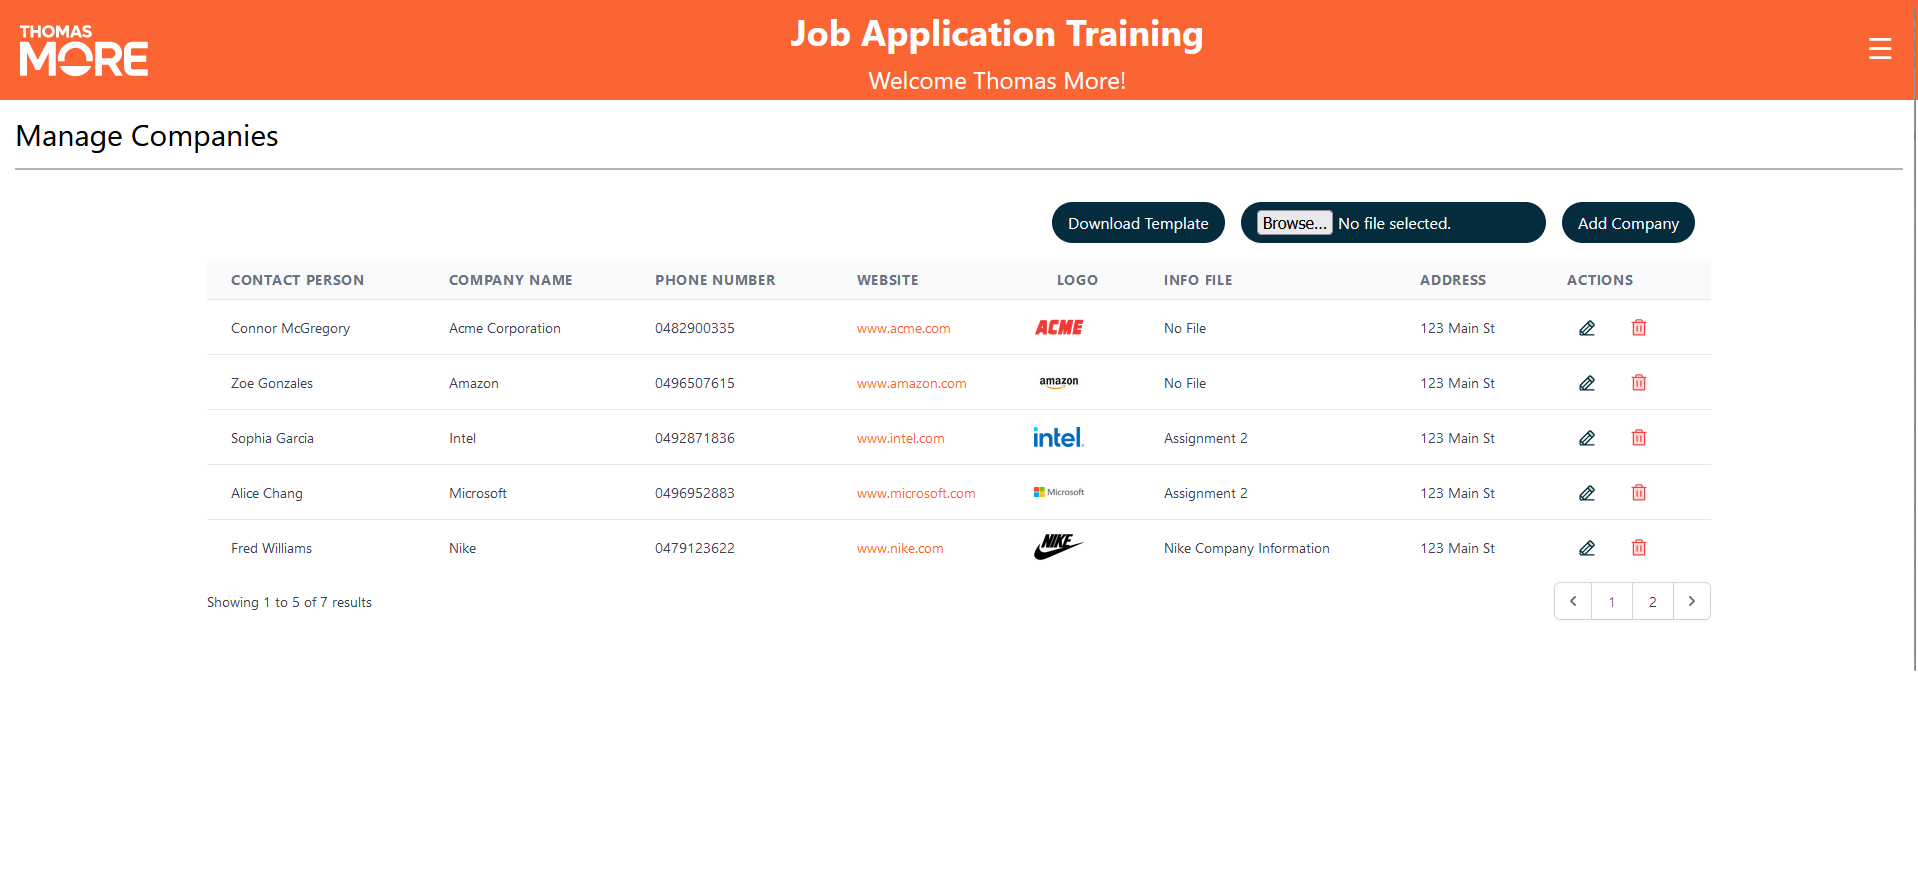 THOMAS
MORE
Job Application Training
Welcome Thomas More!
Manage Companies
Download Template Browse... No file selected. Add Company
CONTACT PERSON COMPANY NAME PHONE NUMBER WEBSITE LOGO INFO FILE ADDRESS ACTIONS
Connor McGregory Acme Corporation 0482900335 www.acme.com ACME No File 123 Main St
Zoe Gonzales Amazon 0496507615 www.amazon.com amazon No File 123 Main St
Sophia Garcia Intel 0492871836 www.intel.com intel. Assignment 2 123 Main St
Alice Chang Microsoft 0496952883 www.microsoft.com Microsoft Assignment 2 123 Main St
Fred Williams Nike 0479123622 www.nike.com NIKE Nike Company Information 123 Main St
Showing 1 to 5 of 7 results 1 2